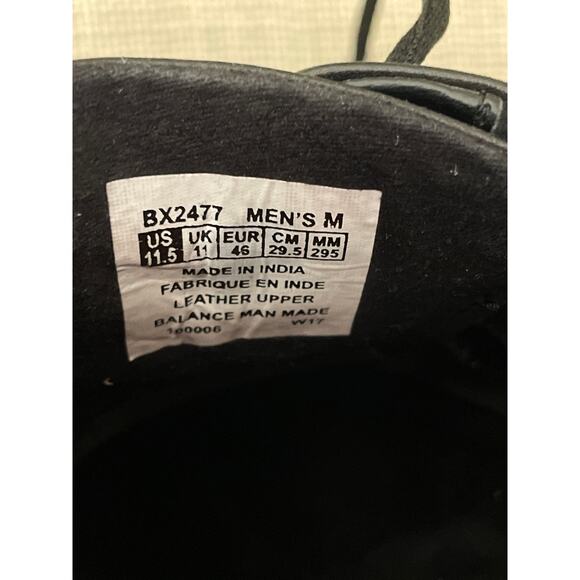 BX2477 MEN'S M
US UK EUR CM MM
11.5 11 46 29.5 295
MADE IN INDIA
FABRIQUE EN INDE
LEATHER UPPER
BALANCE MAN MADE
100006 W17